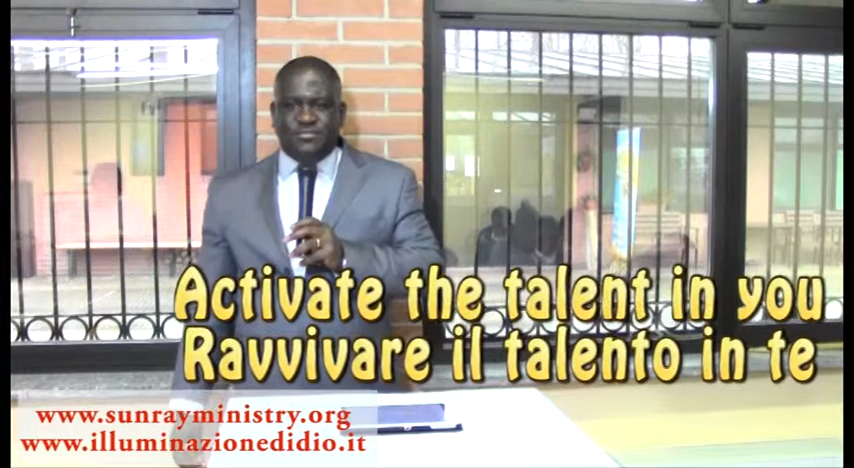 Activate the talent in you
Ravvivare il talento in te
www.sunrayministry.org
www.illuminazionedidio.it